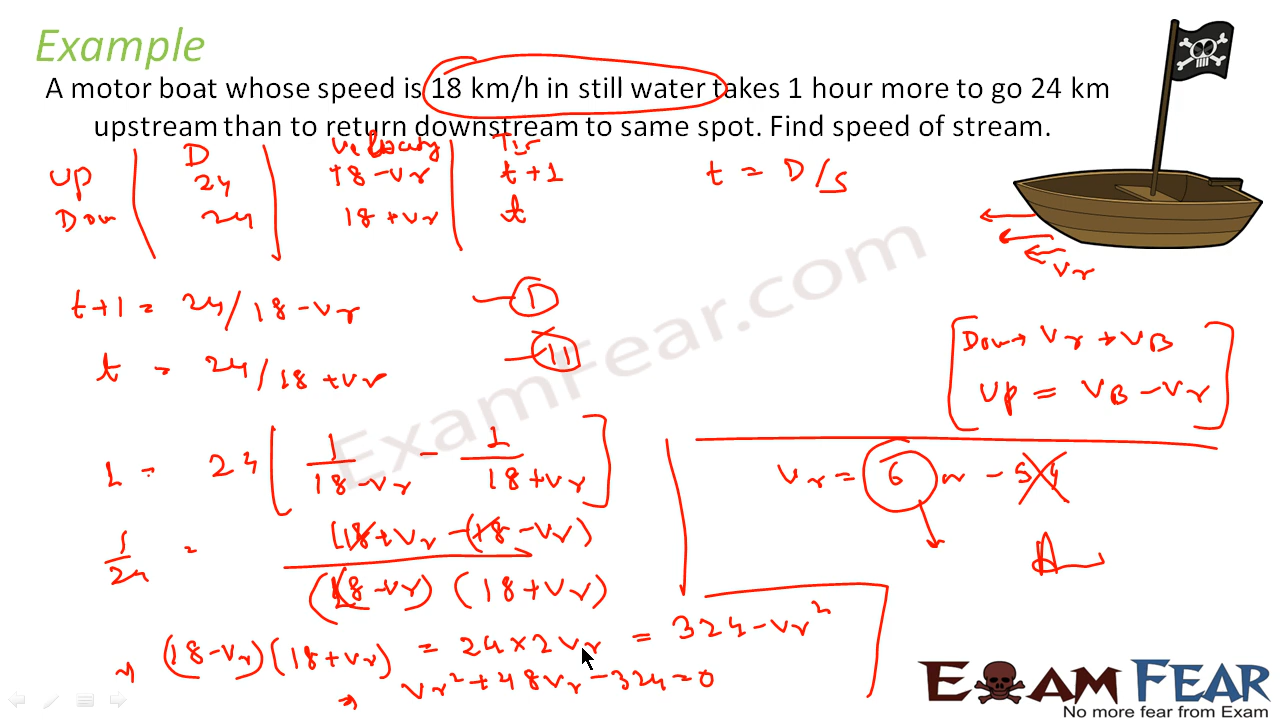 Example
A motor boat whose speed is 18 km/h in still water takes 1 hour more to go 24 km
upstream than to return downstream to same spot. Find speed of stream.
D Velocity
up 24 18 - vr t + 1
Down 24 18 + vr t
t = D/s
vr
t+1 = 24/18 - vr — I
t = 24/18 + vr — II
Down → vr + vB
up = vB - vr
1 = 24 [ 1/18 - vr - 1/18 + vr ]
vr = 6 or - 54
Ans
1/24 = (18 + vr - (18 - vr)) / (18 - vr) (18 + vr)
⇒ (18 - vr) (18 + vr) = 24 × 2vr = 324 - vr²
⇒ vr² + 48vr - 324 = 0
ExamFear.com
EXAM FEAR
No more fear from Exam